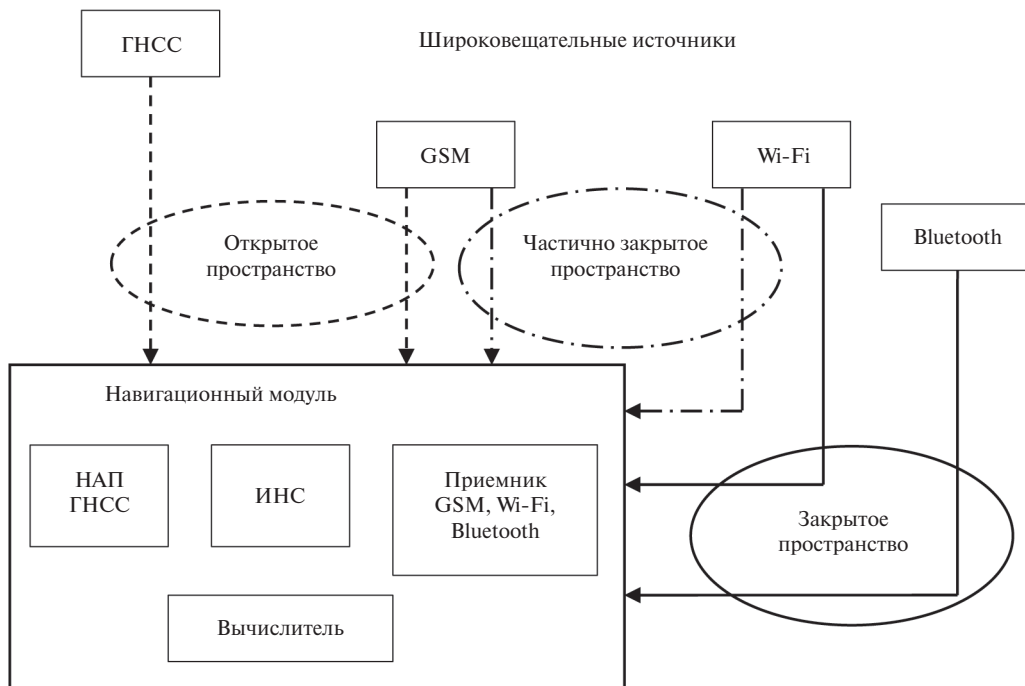 ГНСС
Широковещательные источники
GSM
Wi-Fi
Bluetooth
Открытое
пространство
Частично закрытое
пространство
Навигационный модуль
НАП
ГНСС
ИНС
Приемник
GSM, Wi-Fi,
Bluetooth
Закрытое
пространство
Вычислитель